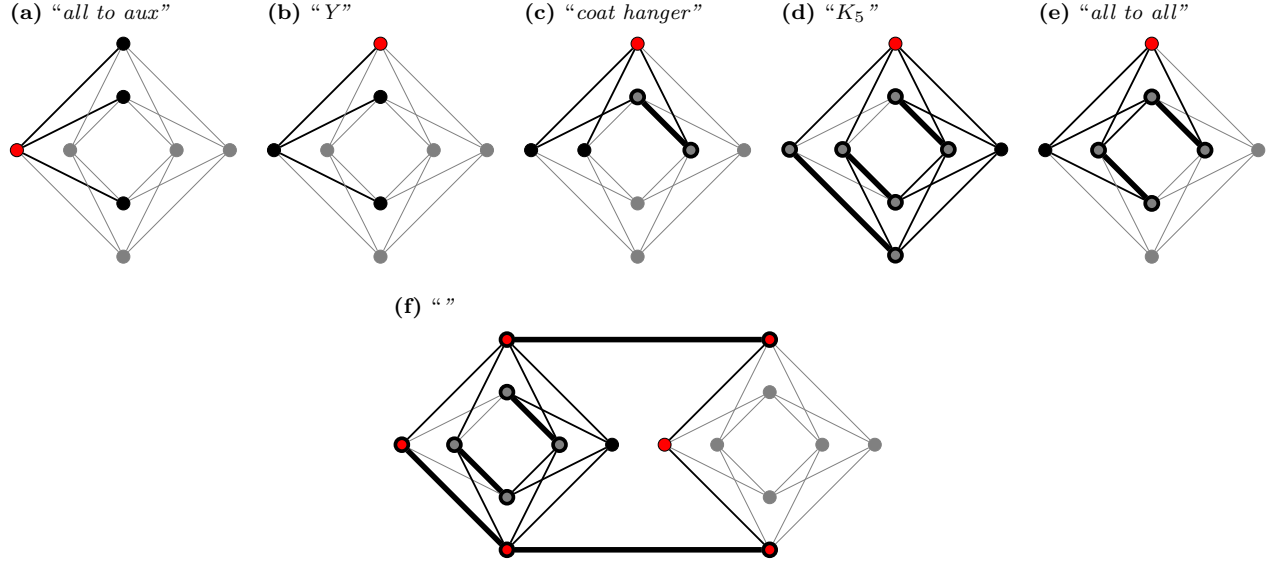 (a) “all to aux”
(b) “Y”
(c) “coat hanger”
(d) “K₅”
(e) “all to all”
(f) “ ”